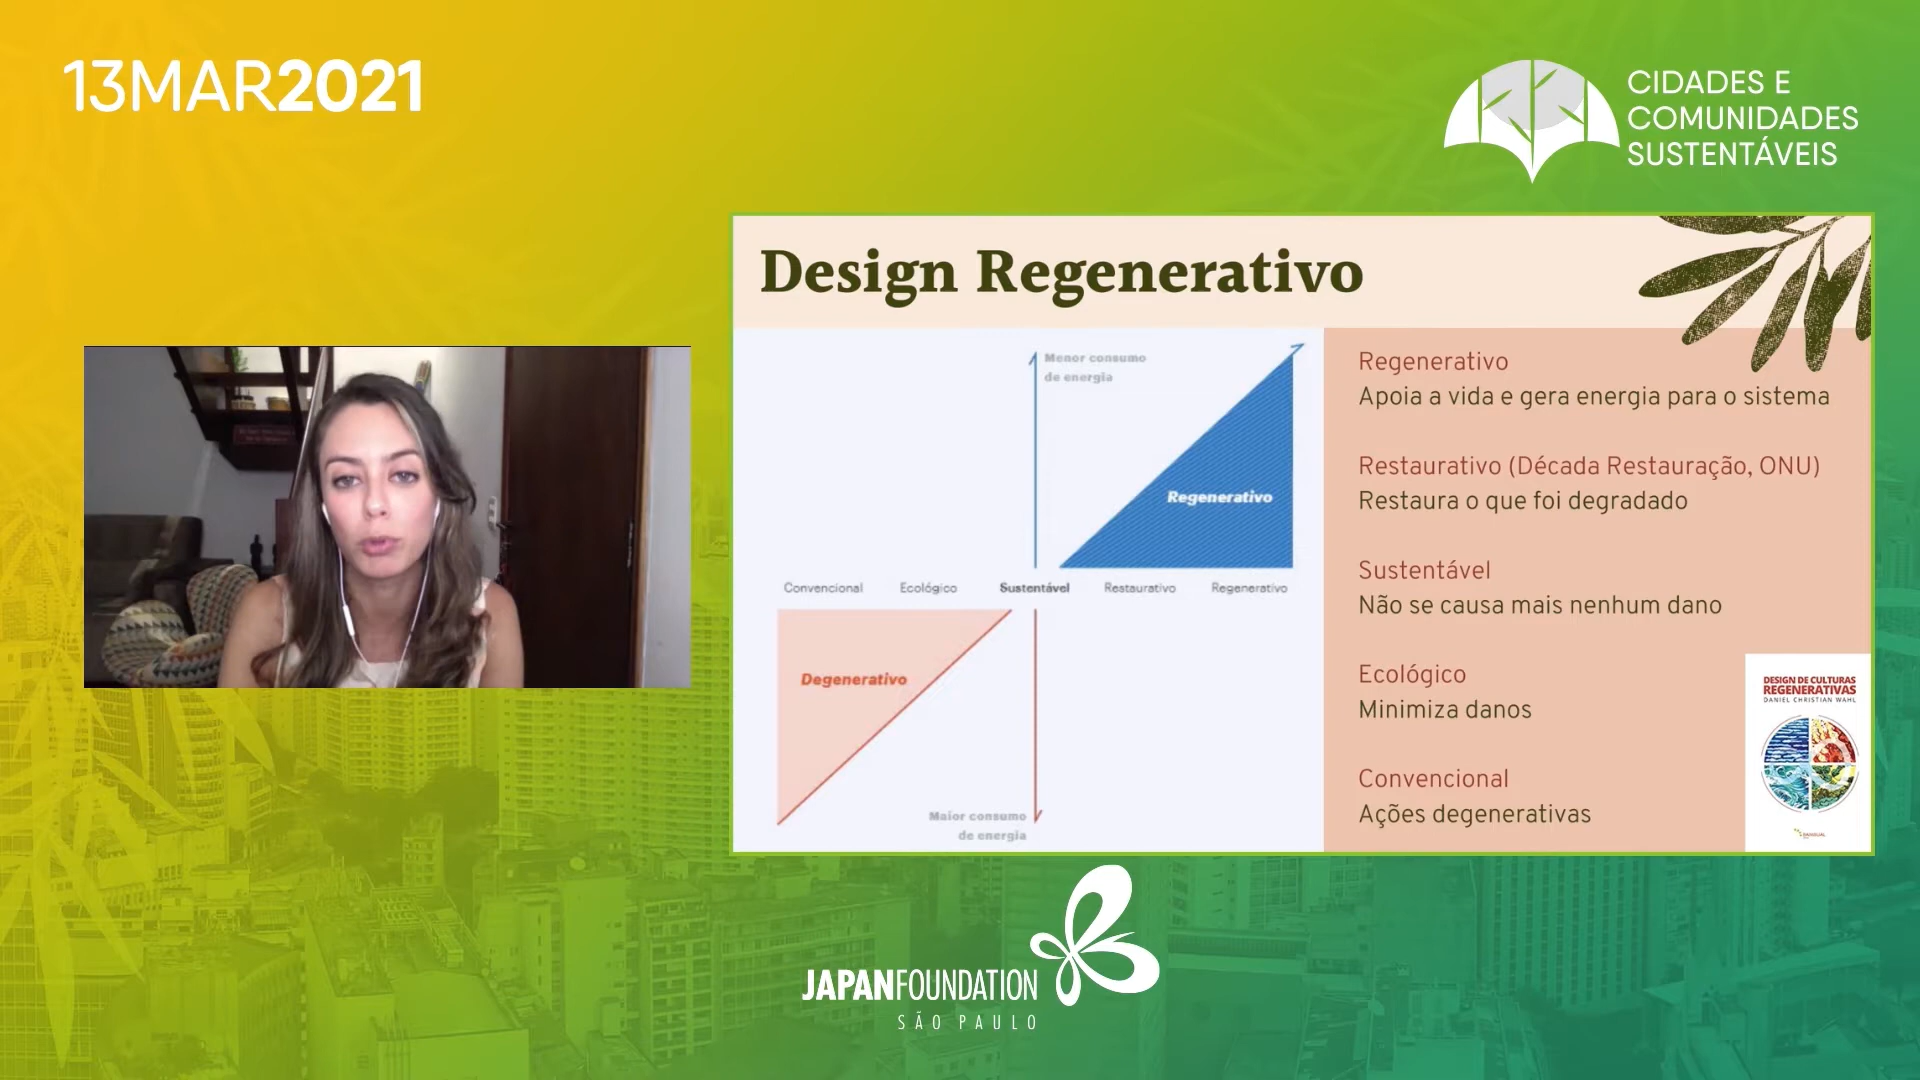 13MAR2021
CIDADES E
COMUNIDADES
SUSTENTÁVEIS
Design Regenerativo
Menor consumo
de energia
Regenerativo
Convencional Ecológico Sustentável Restaurativo Regenerativo
Degenerativo
Maior consumo
de energia
Regenerativo
Apoia a vida e gera energia para o sistema
Restaurativo (Década Restauração, ONU)
Restaura o que foi degradado
Sustentável
Não se causa mais nenhum dano
Ecológico
Minimiza danos
Convencional
Ações degenerativas
DESIGN DE CULTURAS
REGENERATIVAS
DANIEL CHRISTIAN WAHL
JAPANFOUNDATION
SÃO PAULO